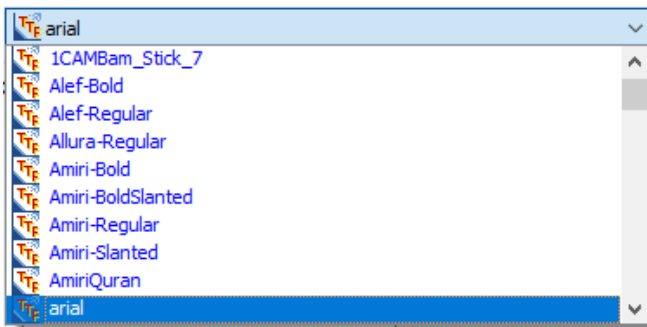 arial
1CAMBam_Stick_7
Alef-Bold
Alef-Regular
Allura-Regular
Amiri-Bold
Amiri-BoldSlanted
Amiri-Regular
Amiri-Slanted
AmiriQuran
arial